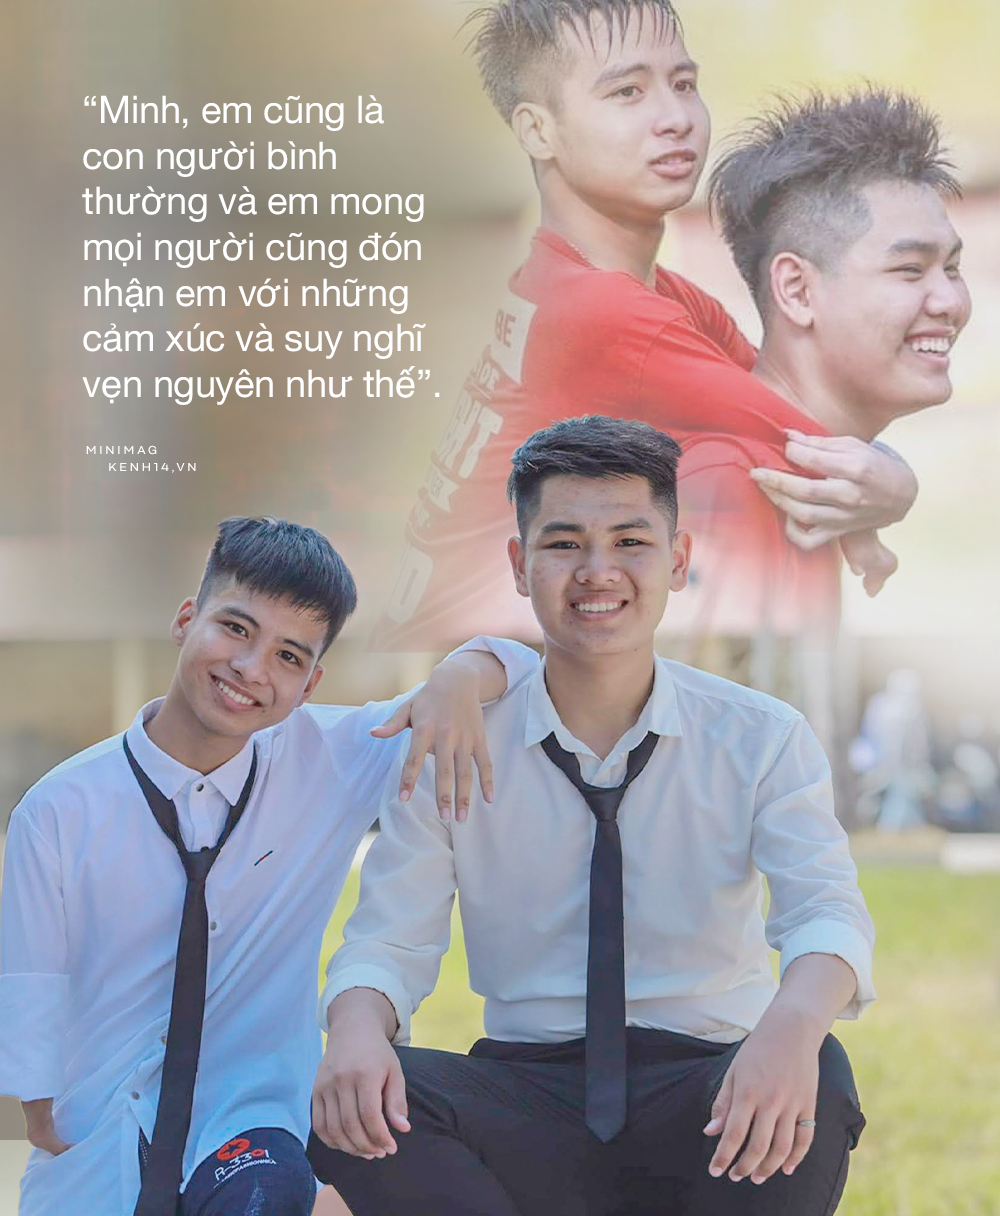 “Minh, em cũng là
con người bình
thường và em mong
mọi người cũng đón
nhận em với những
cảm xúc và suy nghĩ
vẹn nguyên như thế”.
MINIMAG
KENH14,VN
BE